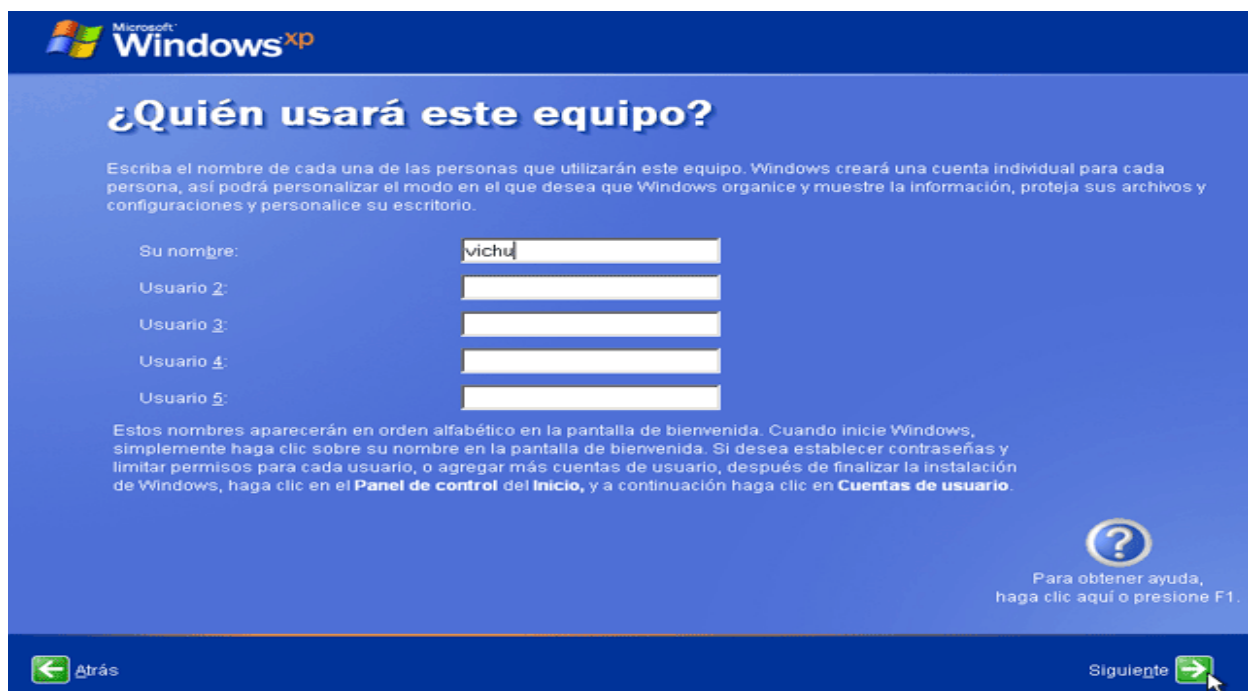 Microsoft
Windows xp
¿Quién usará este equipo?
Escriba el nombre de cada una de las personas que utilizarán este equipo. Windows creará una cuenta individual para cada
persona, así podrá personalizar el modo en el que desea que Windows organice y muestre la información, proteja sus archivos y
configuraciones y personalice su escritorio.
Su nombre: vichu
Usuario 2:
Usuario 3:
Usuario 4:
Usuario 5:
Estos nombres aparecerán en orden alfabético en la pantalla de bienvenida. Cuando inicie Windows,
simplemente haga clic sobre su nombre en la pantalla de bienvenida. Si desea establecer contraseñas y
limitar permisos para cada usuario, o agregar más cuentas de usuario, después de finalizar la instalación
de Windows, haga clic en el Panel de control del Inicio, y a continuación haga clic en Cuentas de usuario.
?
Para obtener ayuda,
haga clic aquí o presione F1.
Atrás
Siguiente